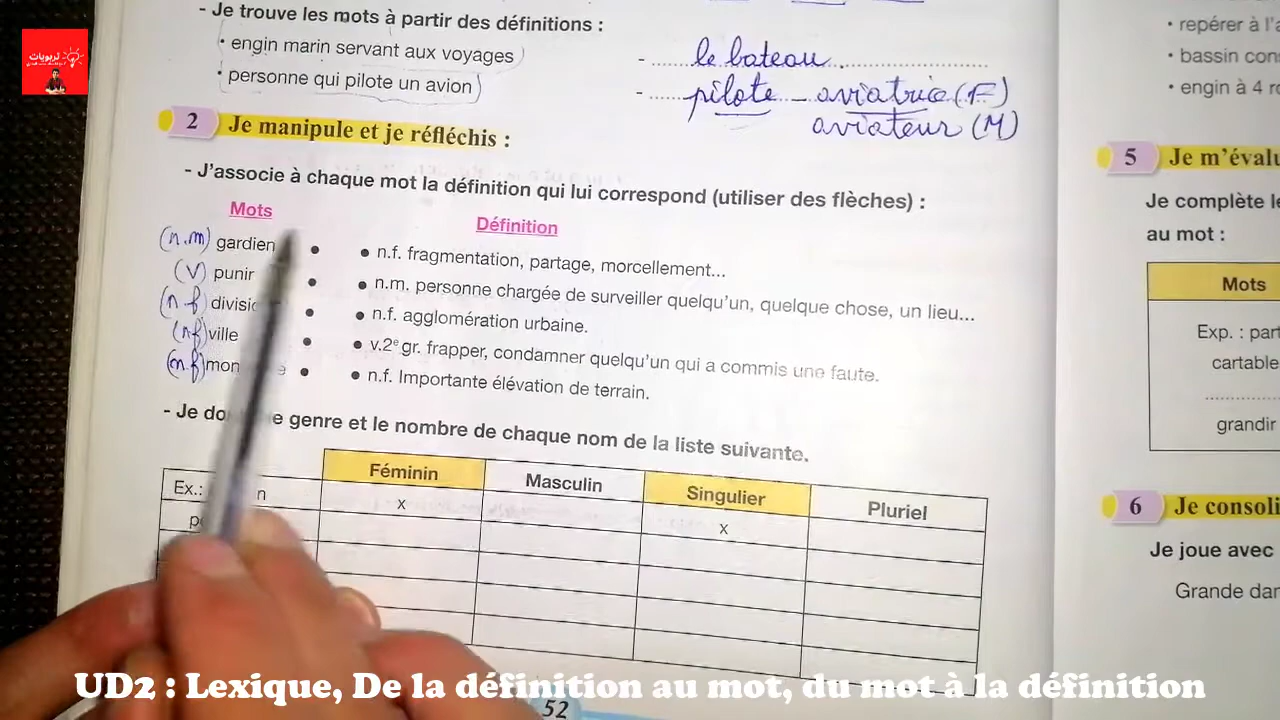 - Je trouve les mots à partir des définitions :
• engin marin servant aux voyages - le bateau
• personne qui pilote un avion - pilote - aviatrice (F)
aviateur (M)
2 Je manipule et je réfléchis :
- J'associe à chaque mot la définition qui lui correspond (utiliser des flèches) :
Mots Définition
(n.m) gardien • • n.f. fragmentation, partage, morcellement...
(V) punir • • n.m. personne chargée de surveiller quelqu'un, quelque chose, un lieu...
(n.f) divisi • • n.f. agglomération urbaine.
(n.f) ville • • v.2e gr. frapper, condamner quelqu'un qui a commis une faute.
(n.f) mon e • • n.f. Importante élévation de terrain.
- Je do e genre et le nombre de chaque nom de la liste suivante.
Féminin Masculin Singulier Pluriel
Ex.: n x x
52
• repérer à l'
• bassin con
• engin à 4 r
5 Je m'évalu
Je complète l
au mot :
Mots
Exp. : part
cartable
grandir
6 Je consoli
Je joue avec
Grande dar
تربويات
UD2 : Lexique, De la définition au mot, du mot à la définition